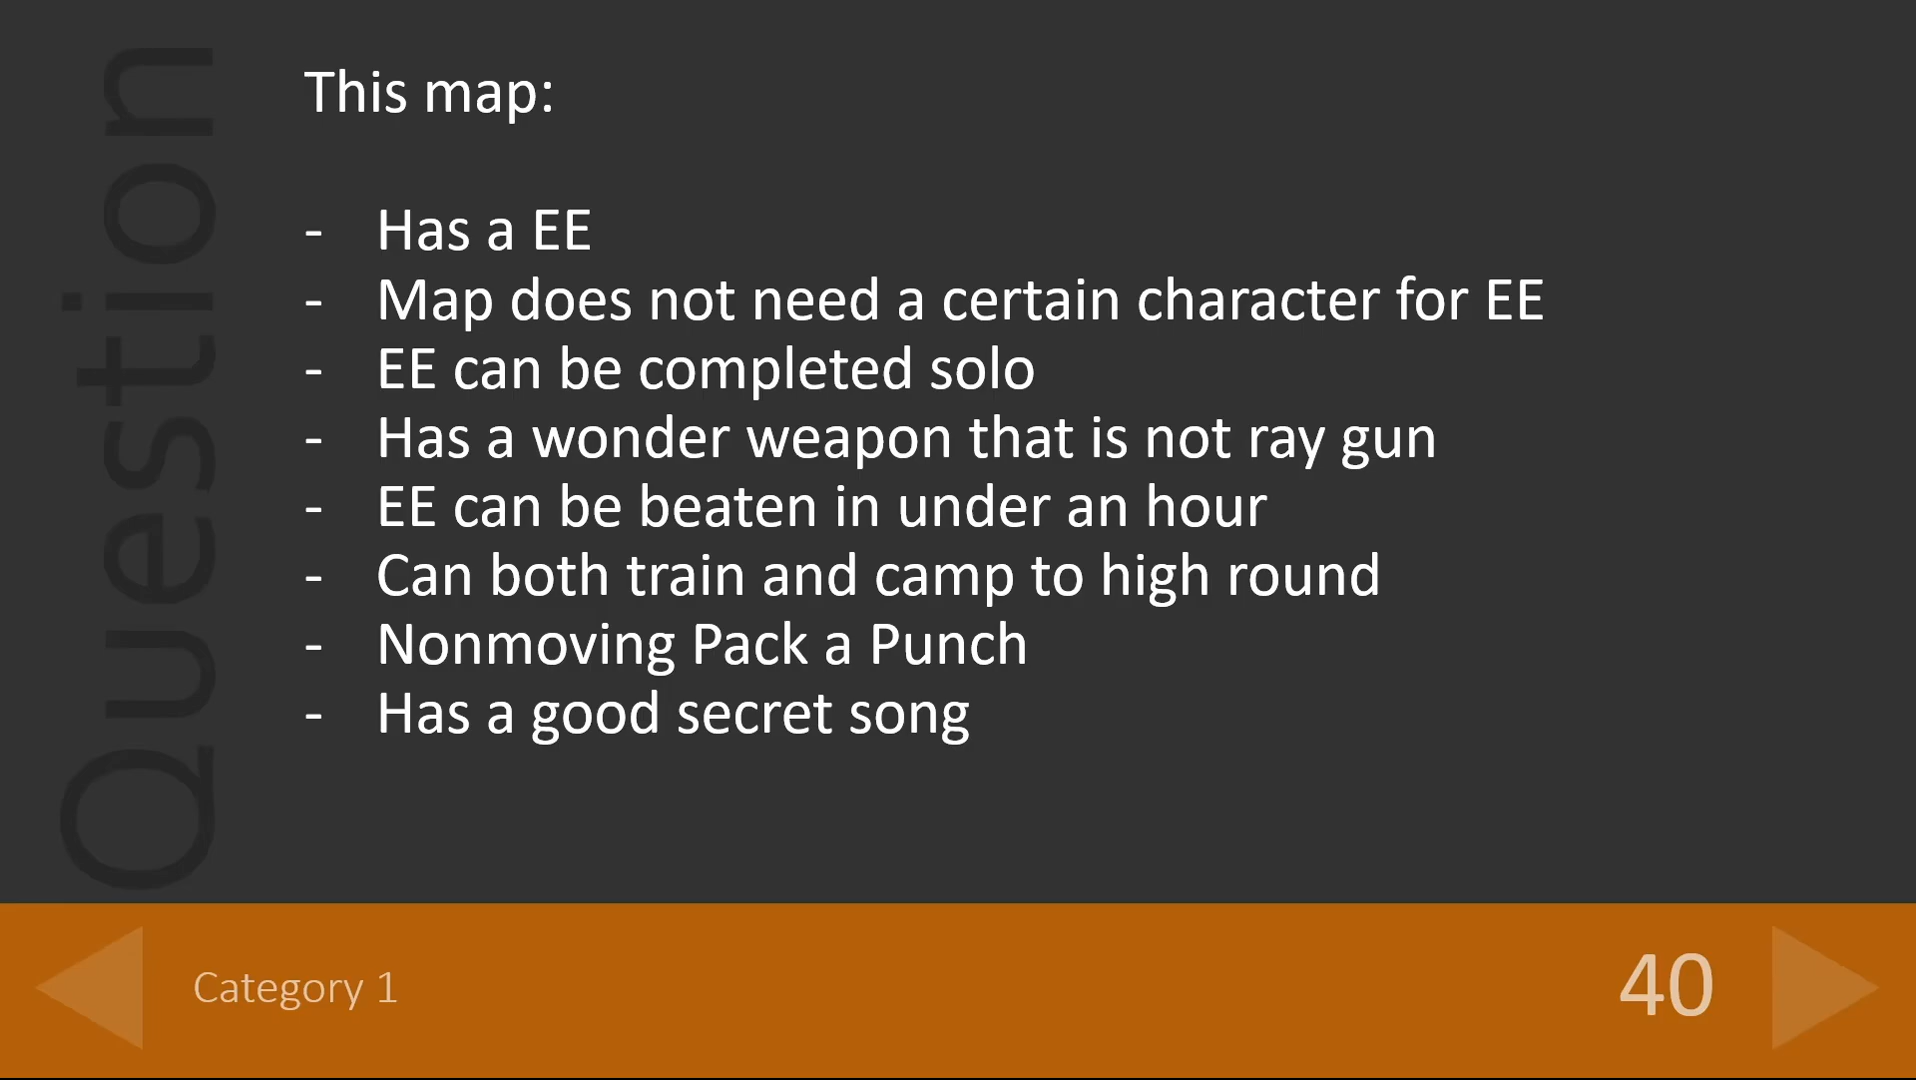 Question
This map:
- Has a EE
- Map does not need a certain character for EE
- EE can be completed solo
- Has a wonder weapon that is not ray gun
- EE can be beaten in under an hour
- Can both train and camp to high round
- Nonmoving Pack a Punch
- Has a good secret song
Category 1
40